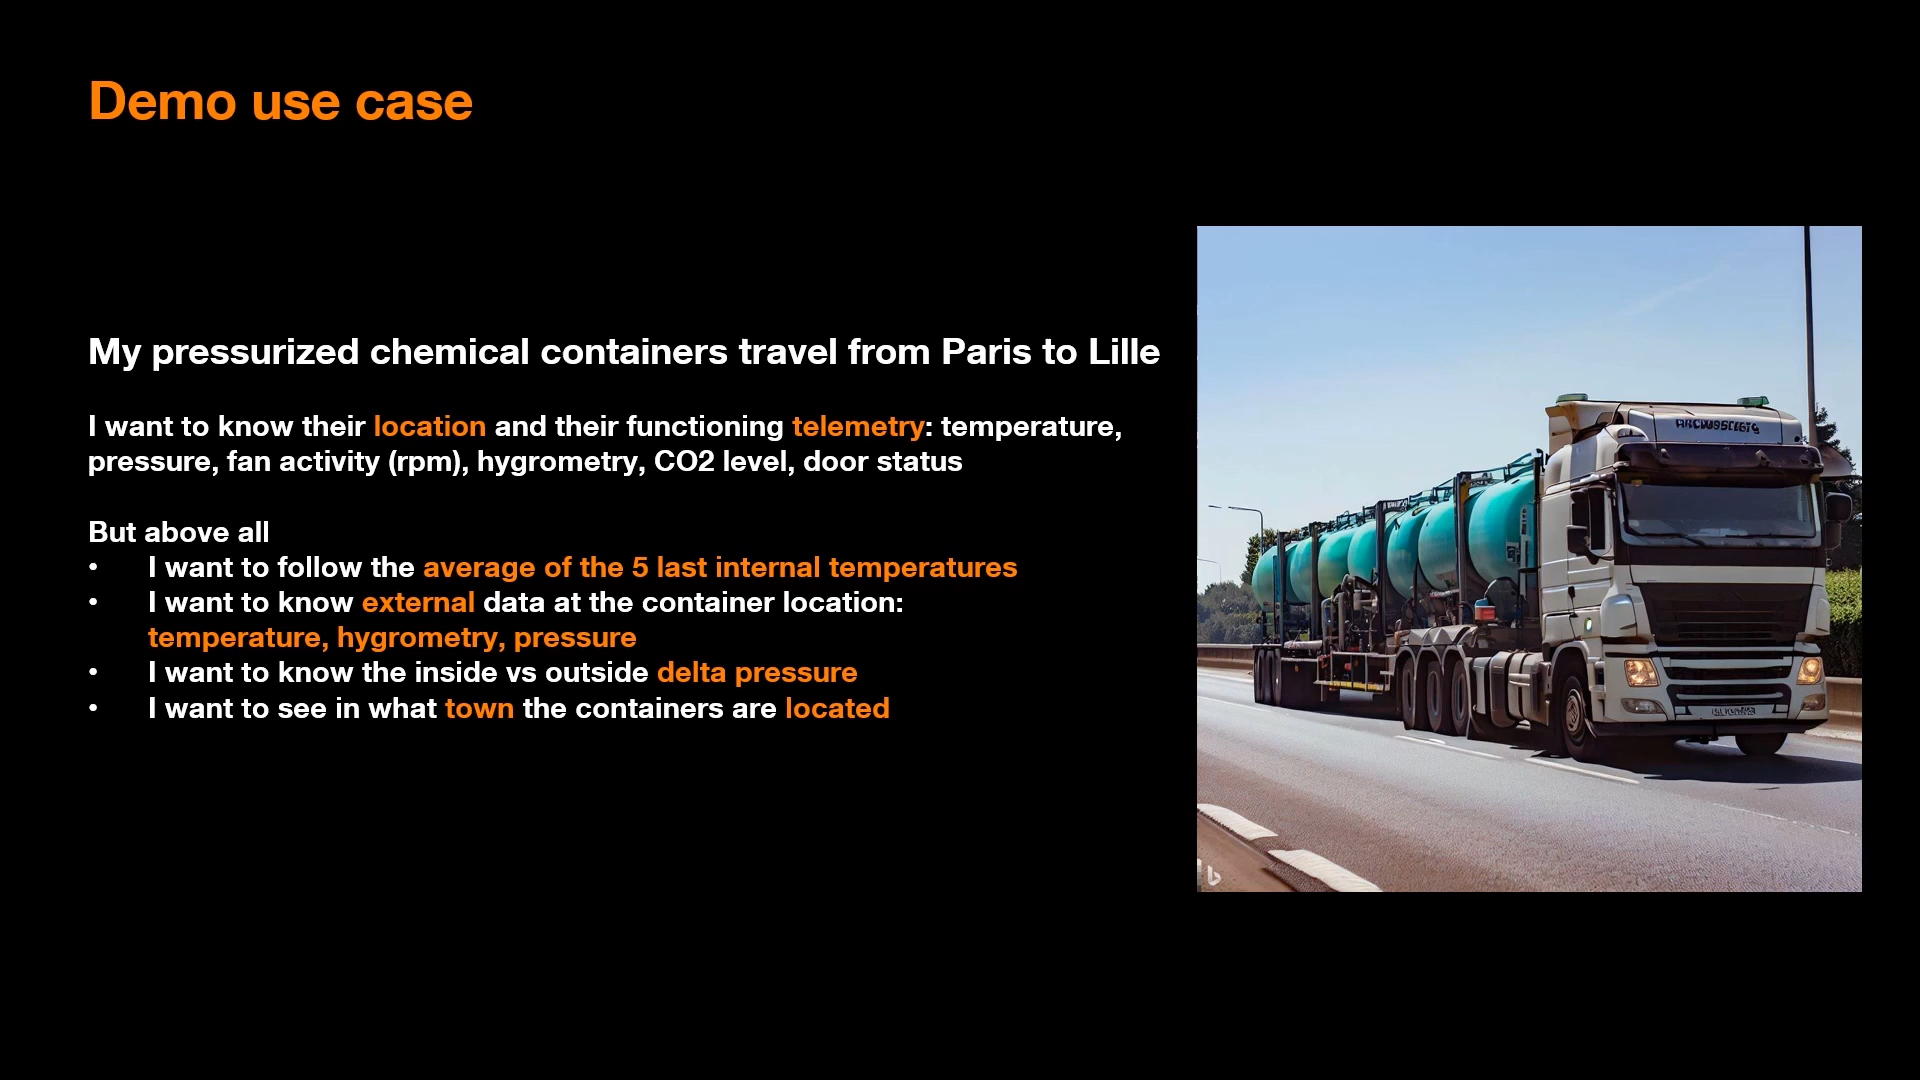 Demo use case
My pressurized chemical containers travel from Paris to Lille
I want to know their location and their functioning telemetry: temperature,
pressure, fan activity (rpm), hygrometry, CO2 level, door status
But above all
• I want to follow the average of the 5 last internal temperatures
• I want to know external data at the container location:
temperature, hygrometry, pressure
• I want to know the inside vs outside delta pressure
• I want to see in what town the containers are located